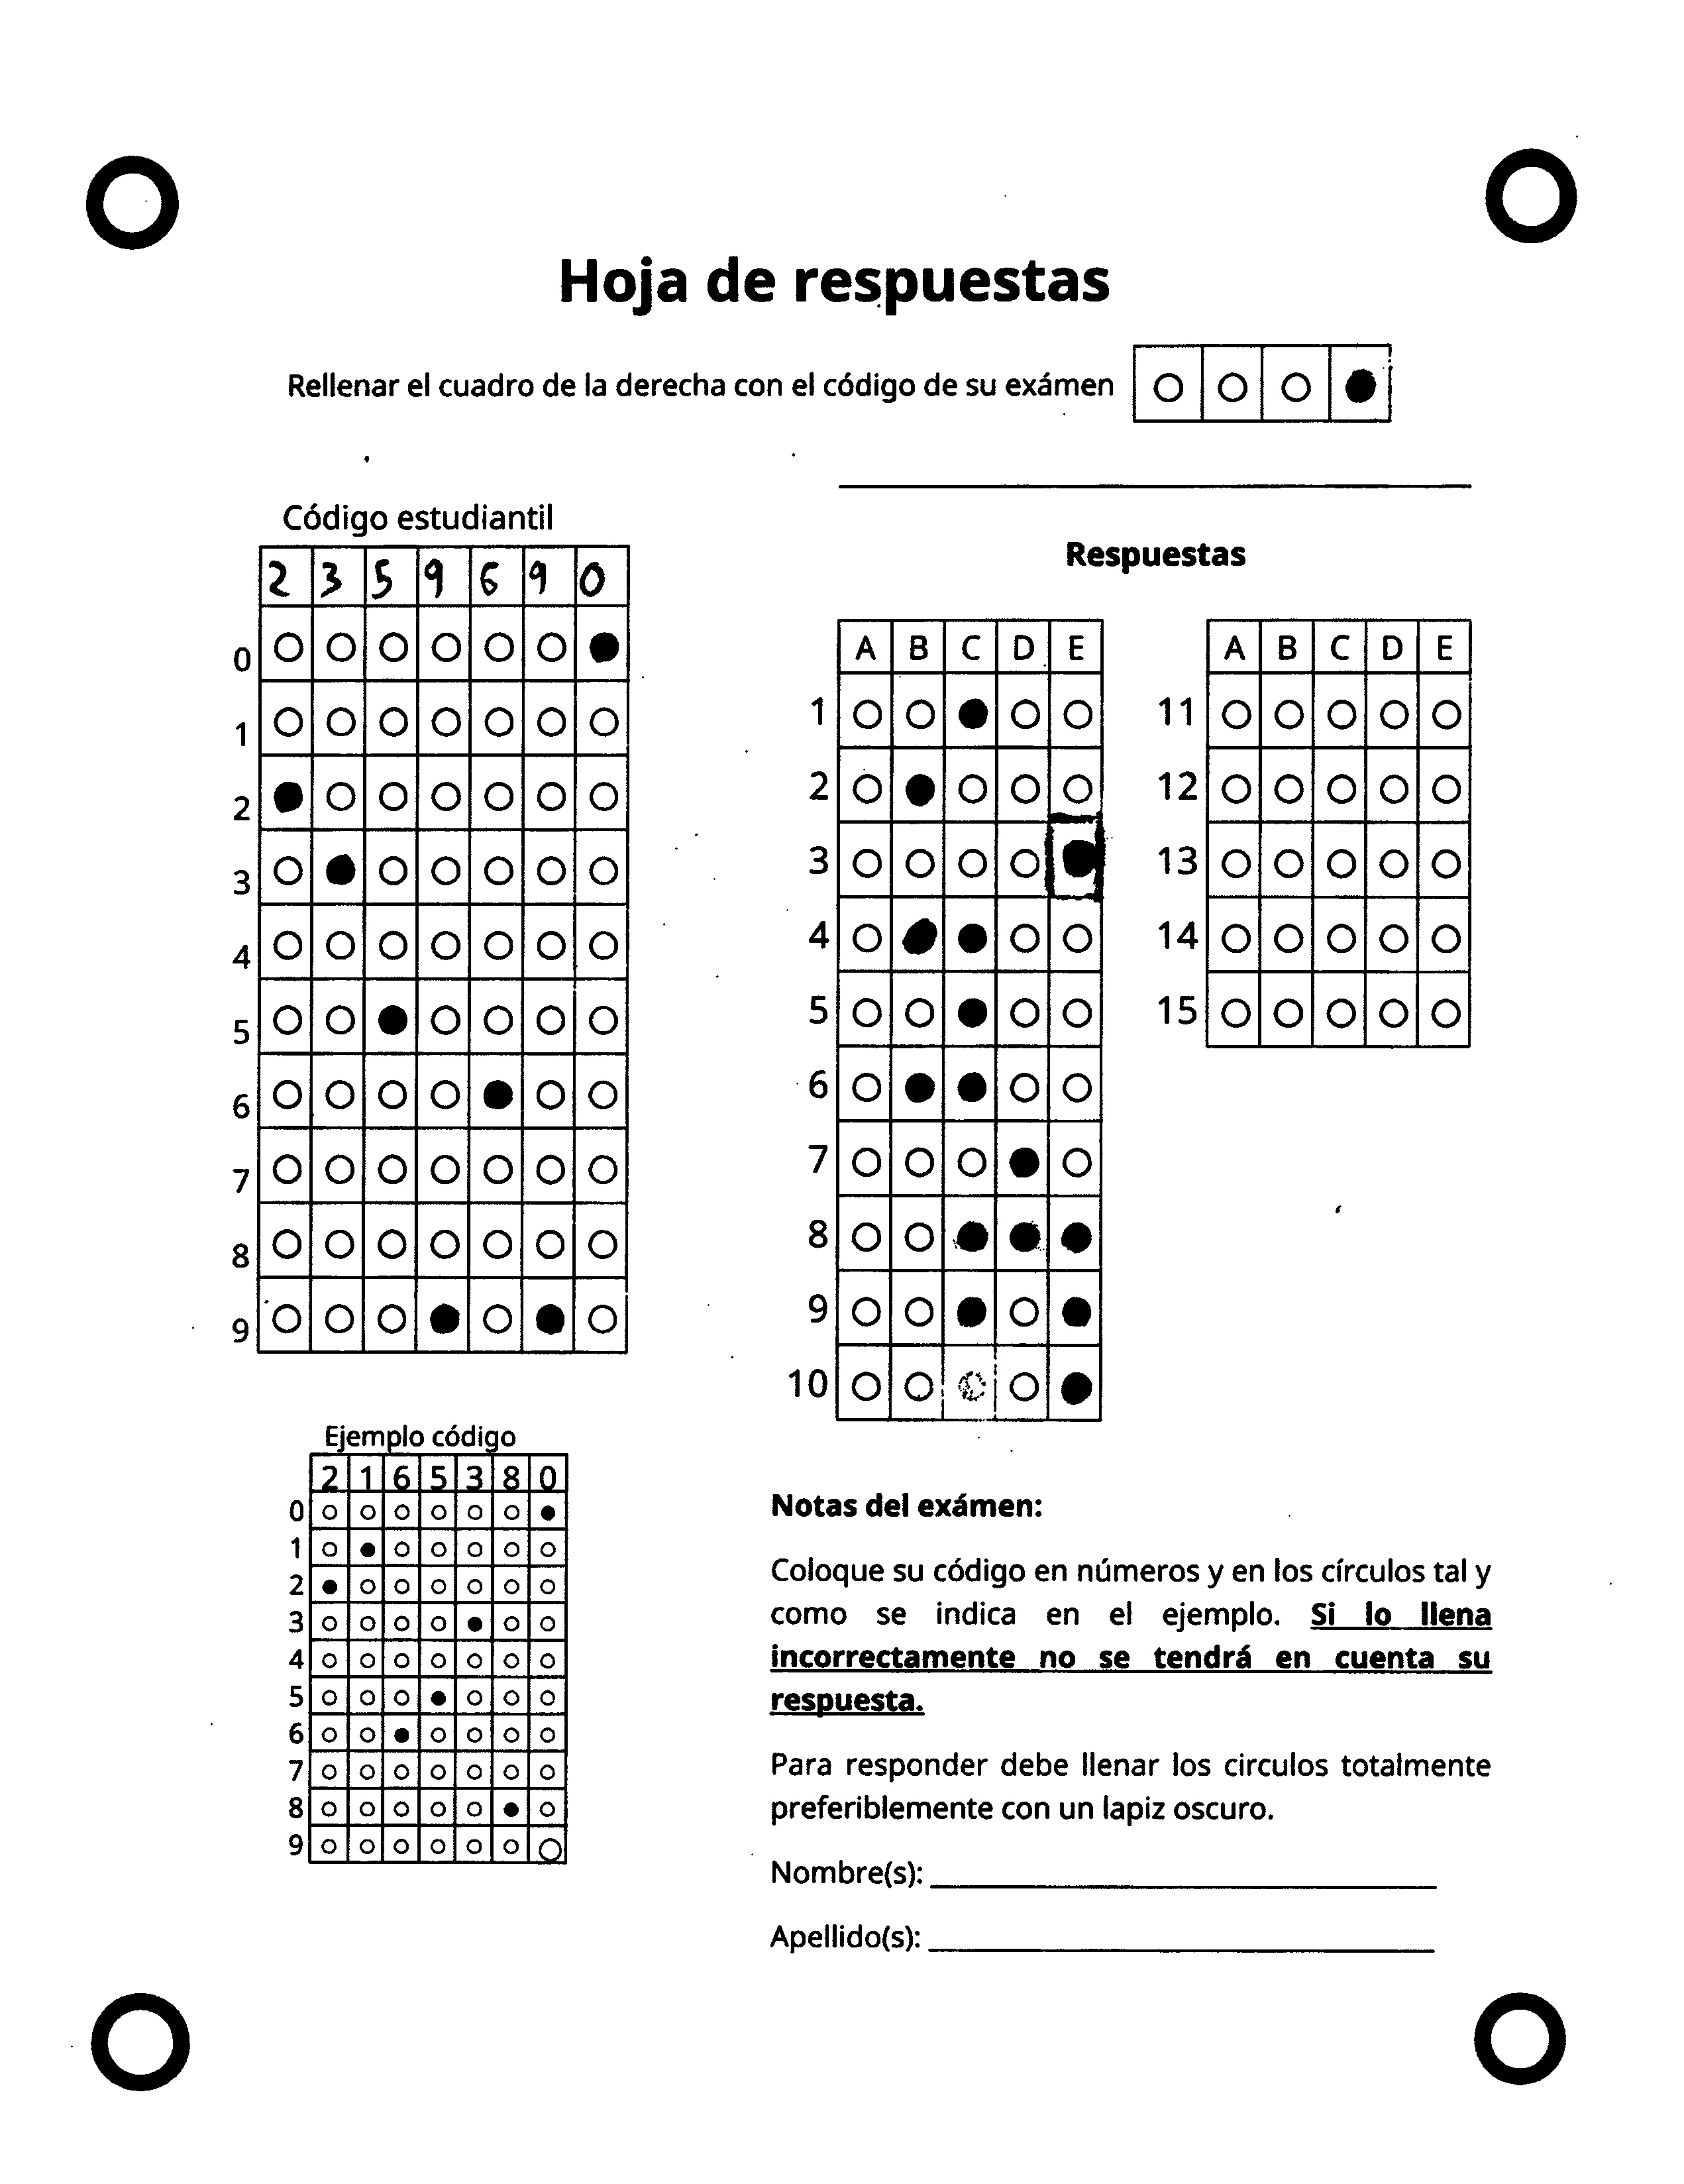 Hoja de respuestas
Rellenar el cuadro de la derecha con el código de su exámen
Código estudiantil
2 3 5 9 6 9 0
0
1
2
3
4
5
6
7
8
9
Respuestas
A B C D E
1
2
3
4
5
6
7
8
9
10
A B C D E
11
12
13
14
15
Ejemplo código
2 1 6 5 3 8 0
0
1
2
3
4
5
6
7
8
9
Notas del exámen:
Coloque su código en números y en los círculos tal y
como se indica en el ejemplo. Si lo llena
incorrectamente no se tendrá en cuenta su
respuesta.
Para responder debe llenar los circulos totalmente
preferiblemente con un lapiz oscuro.
Nombre(s):
Apellido(s):